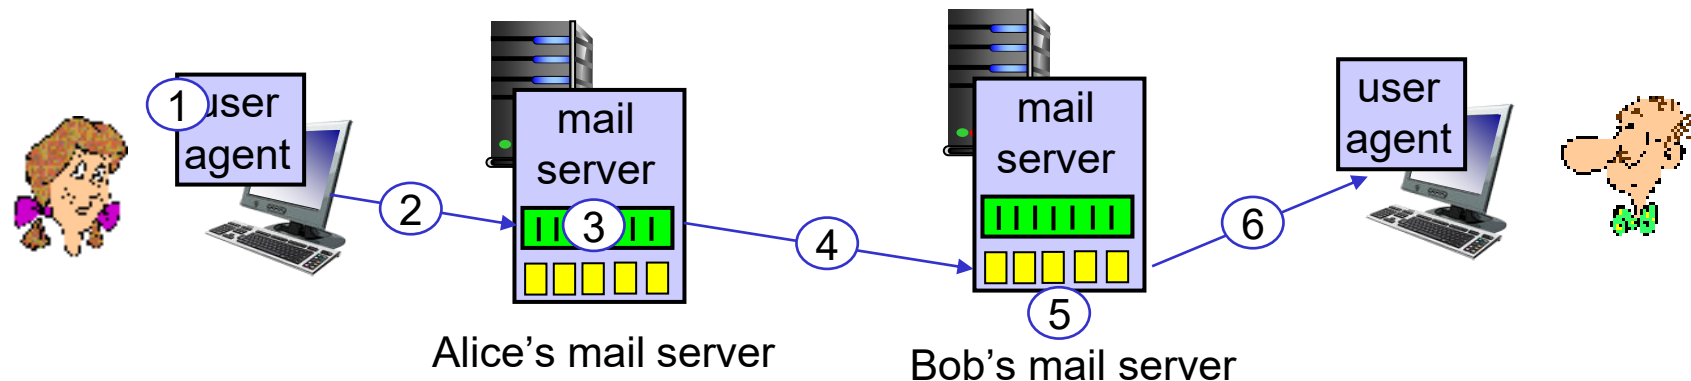 1
user
agent
2
mail
server
3
Alice's mail server
4
mail
server
5
Bob's mail server
6
user
agent